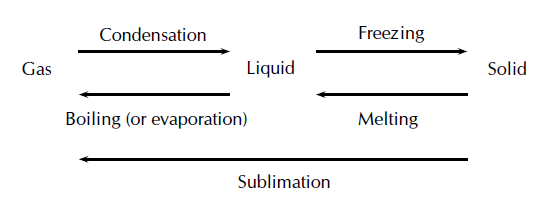 Condensation
Freezing
Gas
Liquid
Solid
Boiling (or evaporation)
Melting
Sublimation